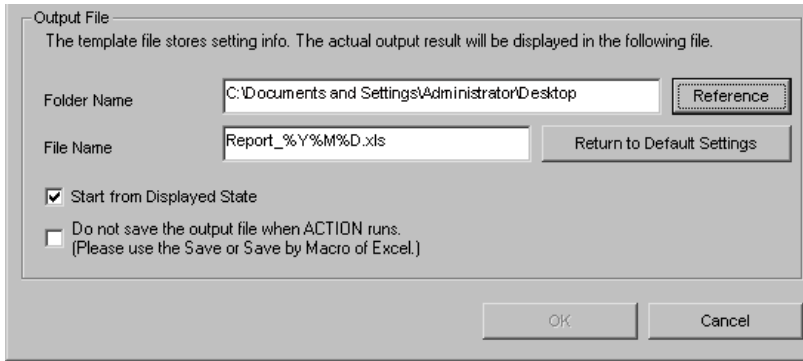 Output File
The template file stores setting info. The actual output result will be displayed in the following file.
Folder Name
C:\Documents and Settings\Administrator\Desktop
Reference
File Name
Report_%Y%M%D.xls
Return to Default Settings
Start from Displayed State
Do not save the output file when ACTION runs.
(Please use the Save or Save by Macro of Excel.)
OK
Cancel